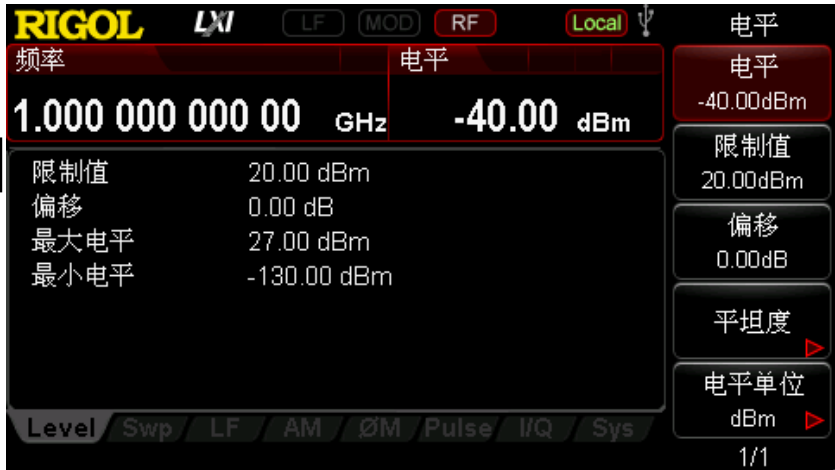 RIGOL LXI LF MOD RF Local 电平
频率 电平
1.000 000 000 00 GHz -40.00 dBm
限制值 20.00 dBm
偏移 0.00 dB
最大电平 27.00 dBm
最小电平 -130.00 dBm
Level Swp LF AM ØM Pulse I/Q Sys
电平
-40.00dBm
限制值
20.00dBm
偏移
0.00dB
平坦度
电平单位
dBm
1/1